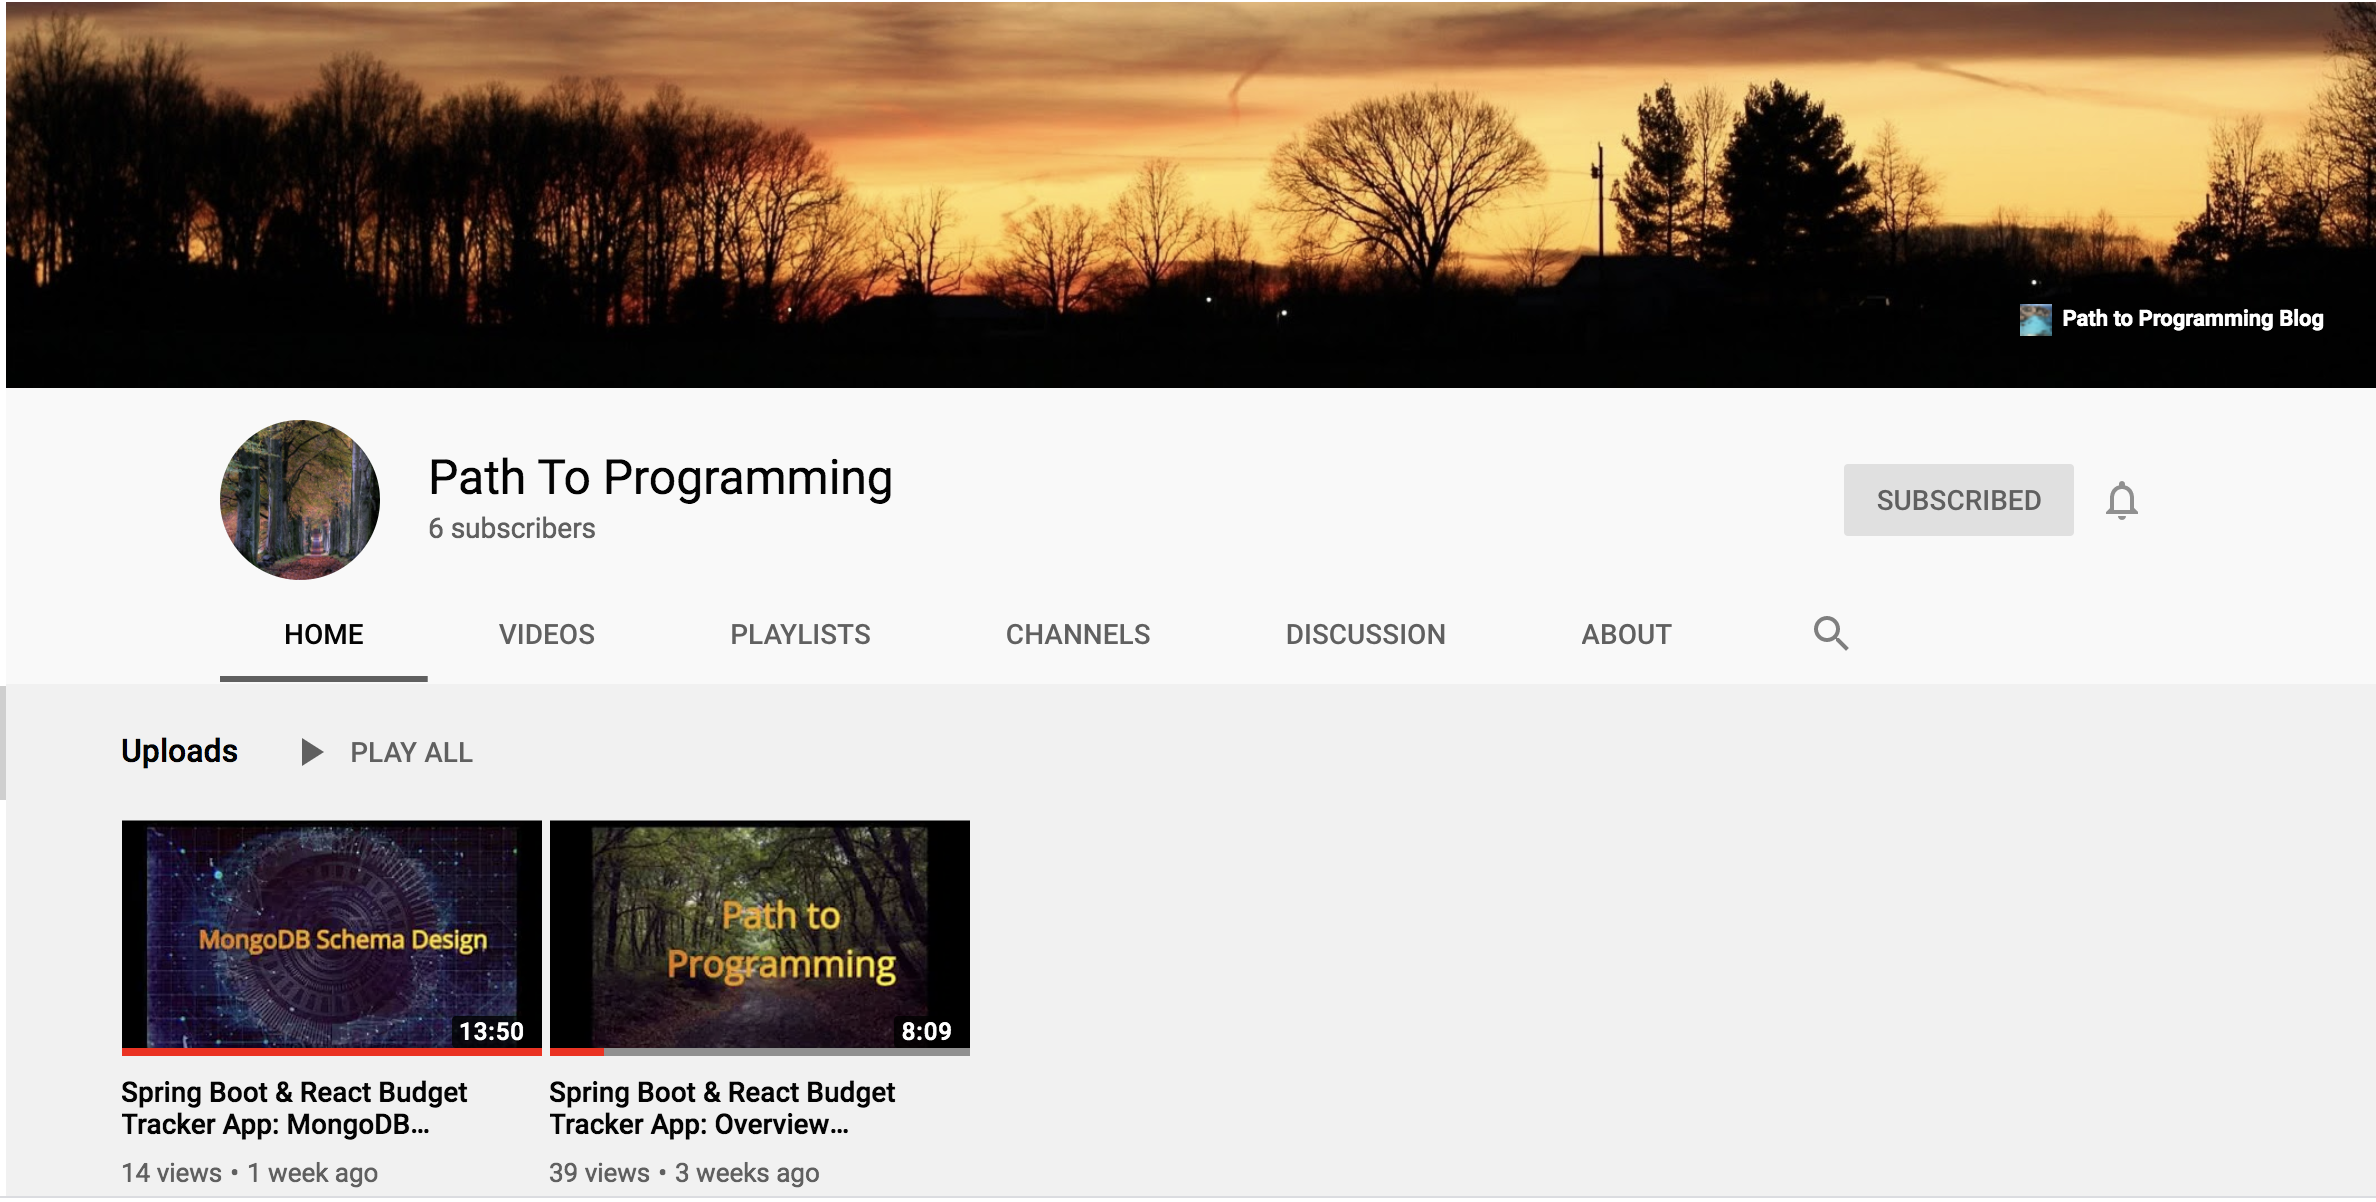 Path to Programming Blog
Path To Programming
6 subscribers
SUBSCRIBED
HOME
VIDEOS
PLAYLISTS
CHANNELS
DISCUSSION
ABOUT
Uploads
PLAY ALL
MongoDB Schema Design
13:50
Spring Boot & React Budget
Tracker App: MongoDB...
14 views • 1 week ago
Path to
Programming
8:09
Spring Boot & React Budget
Tracker App: Overview...
39 views • 3 weeks ago